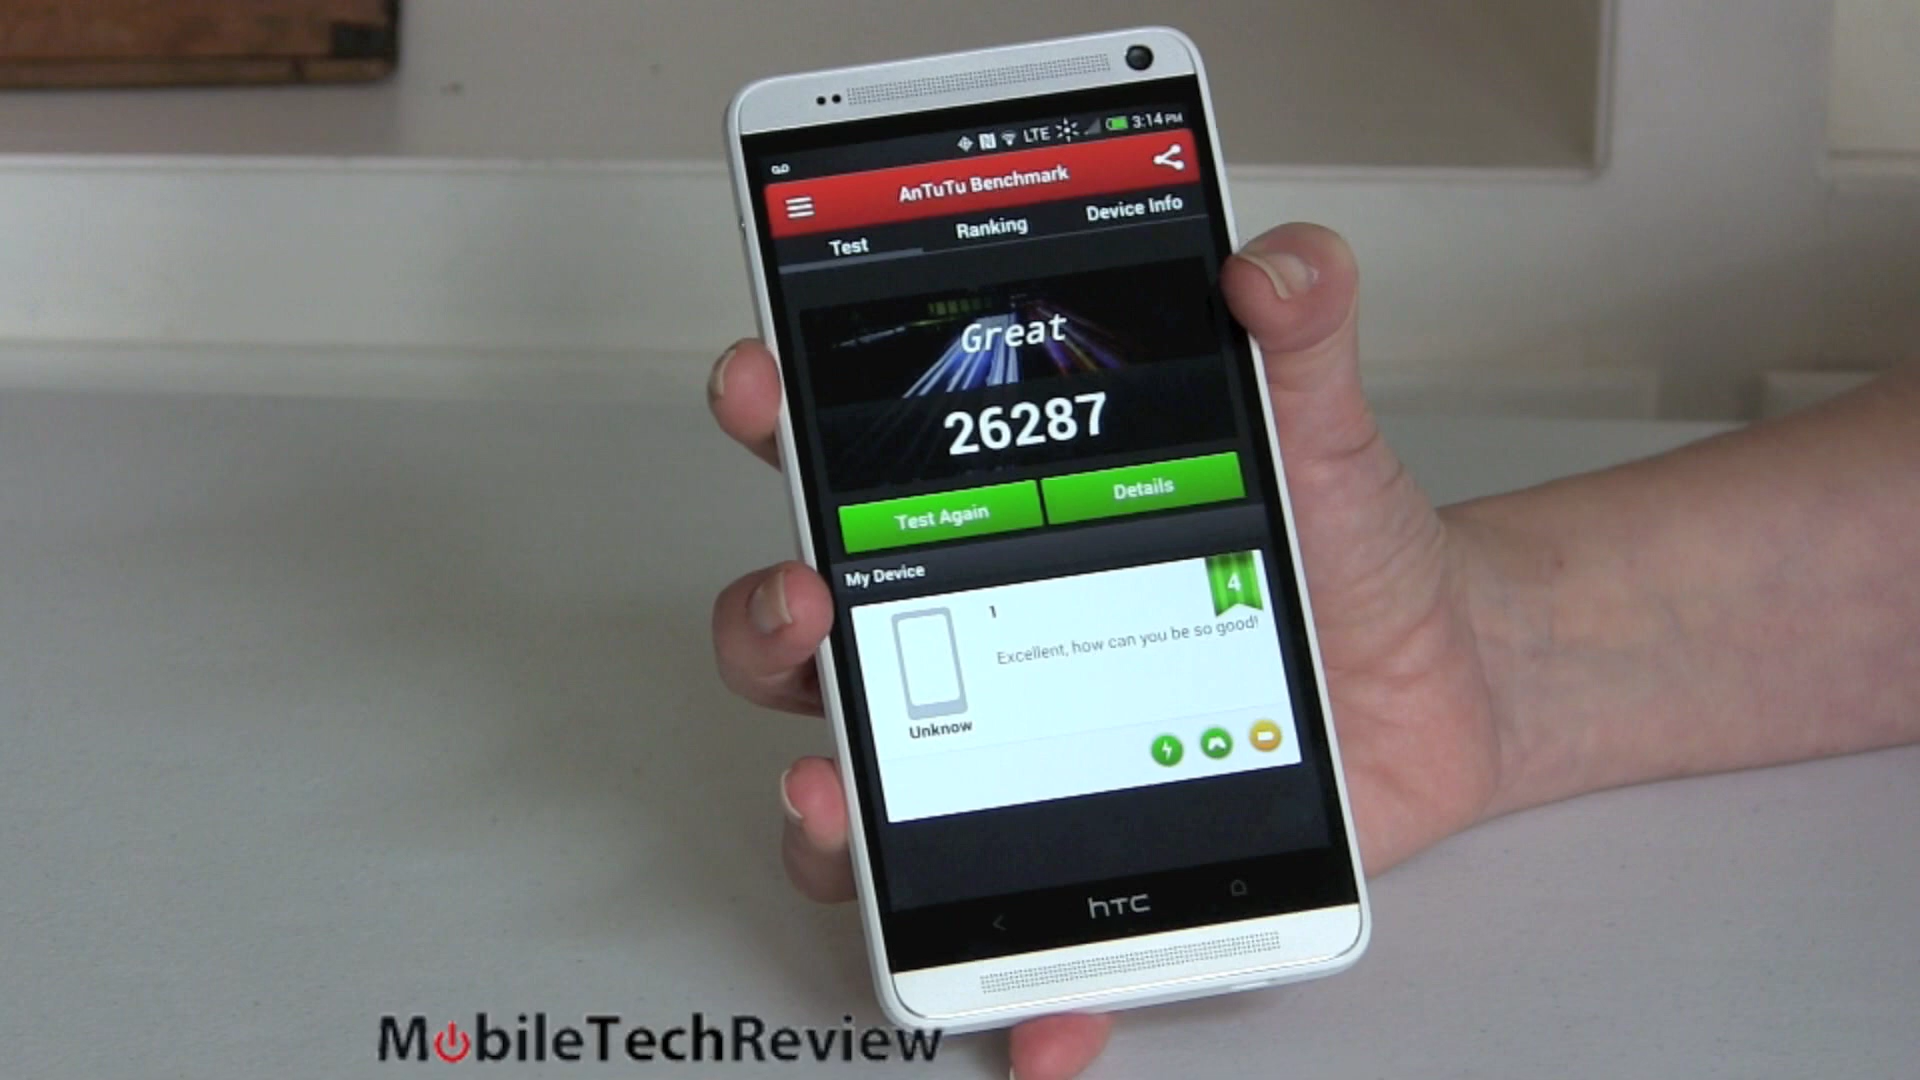 LTE 3:14 PM
AnTuTu Benchmark
Test Ranking Device Info
Great
26287
Test Again Details
My Device
4
1
Excellent, how can you be so good!
Unknow
hTC
MobileTechReview